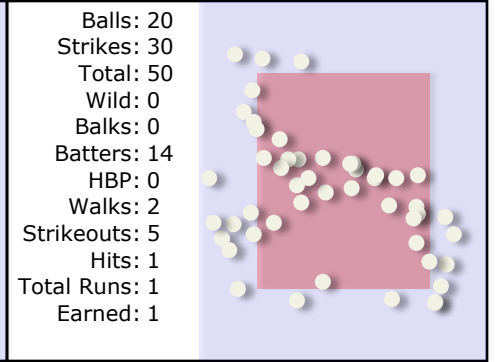 Balls: 20
Strikes: 30
Total: 50
Wild: 0
Balks: 0
Batters: 14
HBP: 0
Walks: 2
Strikeouts: 5
Hits: 1
Total Runs: 1
Earned: 1